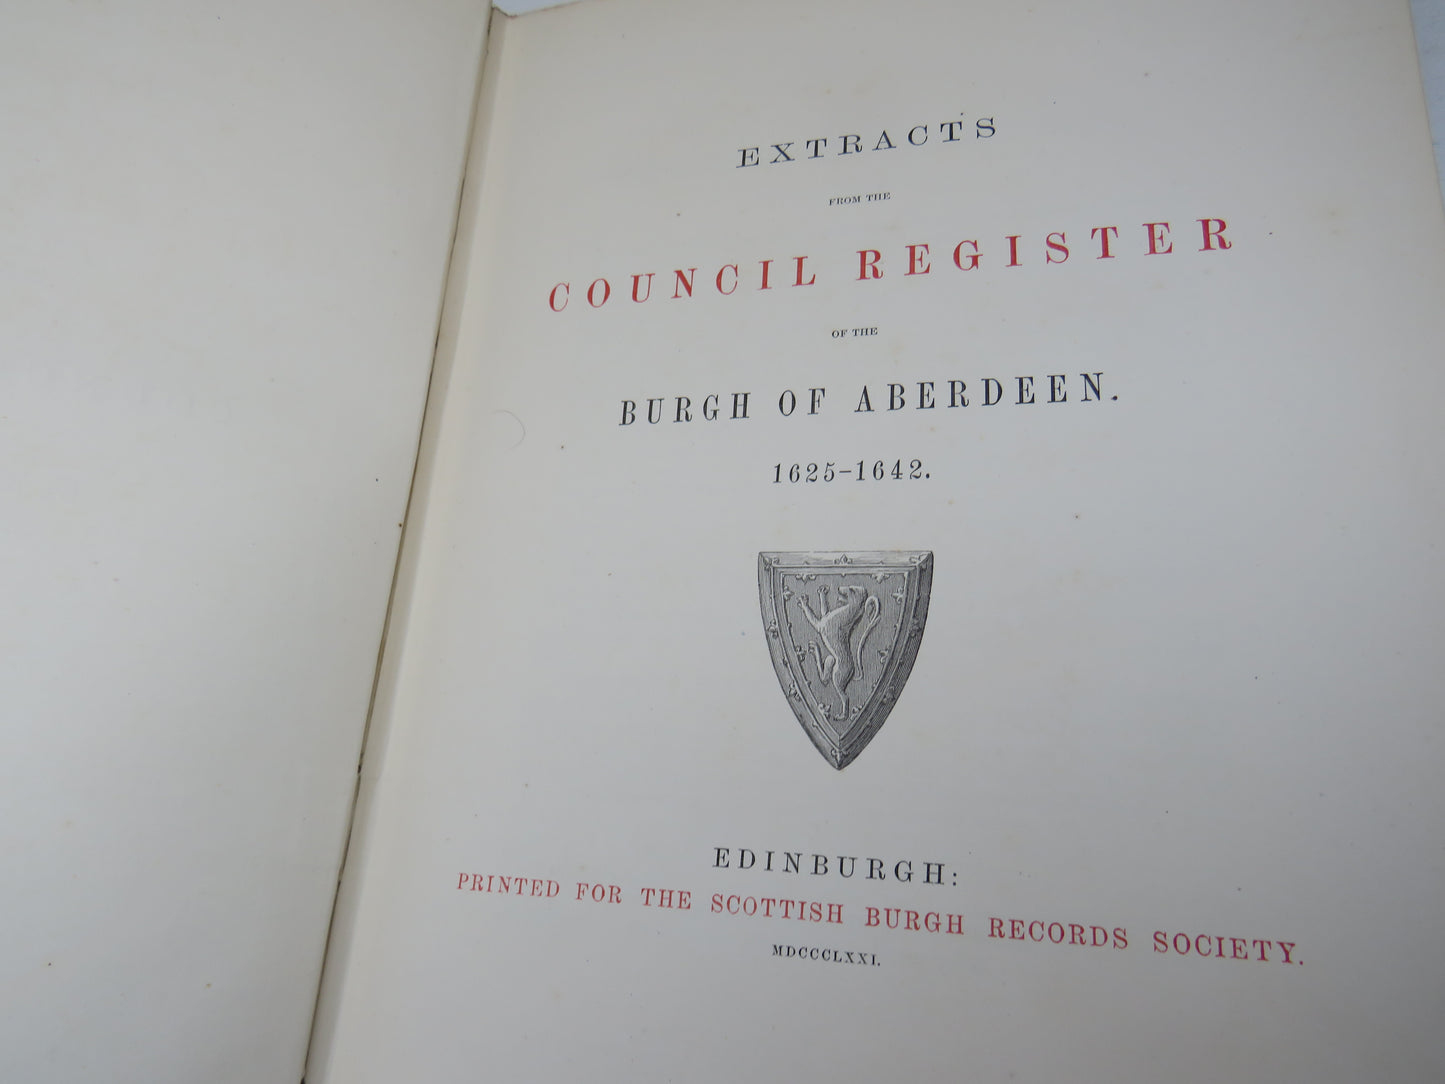 EXTRACTS
FROM THE
COUNCIL REGISTER
OF THE
BURGH OF ABERDEEN.
1625-1642.
EDINBURGH:
PRINTED FOR THE SCOTTISH BURGH RECORDS SOCIETY.
MDCCCLXXI.